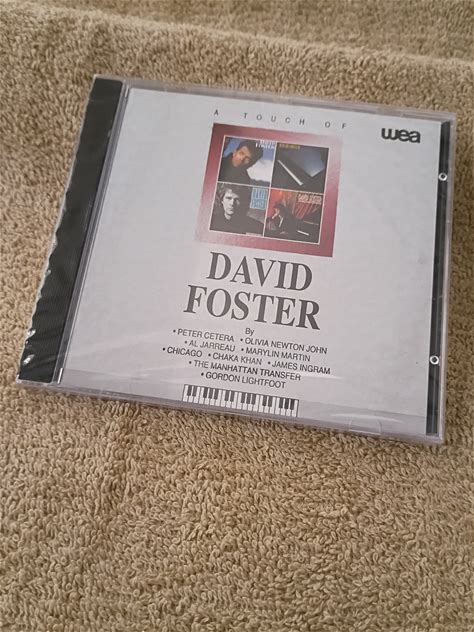 A TOUCH OF
wea
DAVID
FOSTER
By
• PETER CETERA • OLIVIA NEWTON JOHN
• AL JARREAU • MARYLIN MARTIN
• CHICAGO • CHAKA KHAN • JAMES INGRAM
• THE MANHATTAN TRANSFER
• GORDON LIGHTFOOT